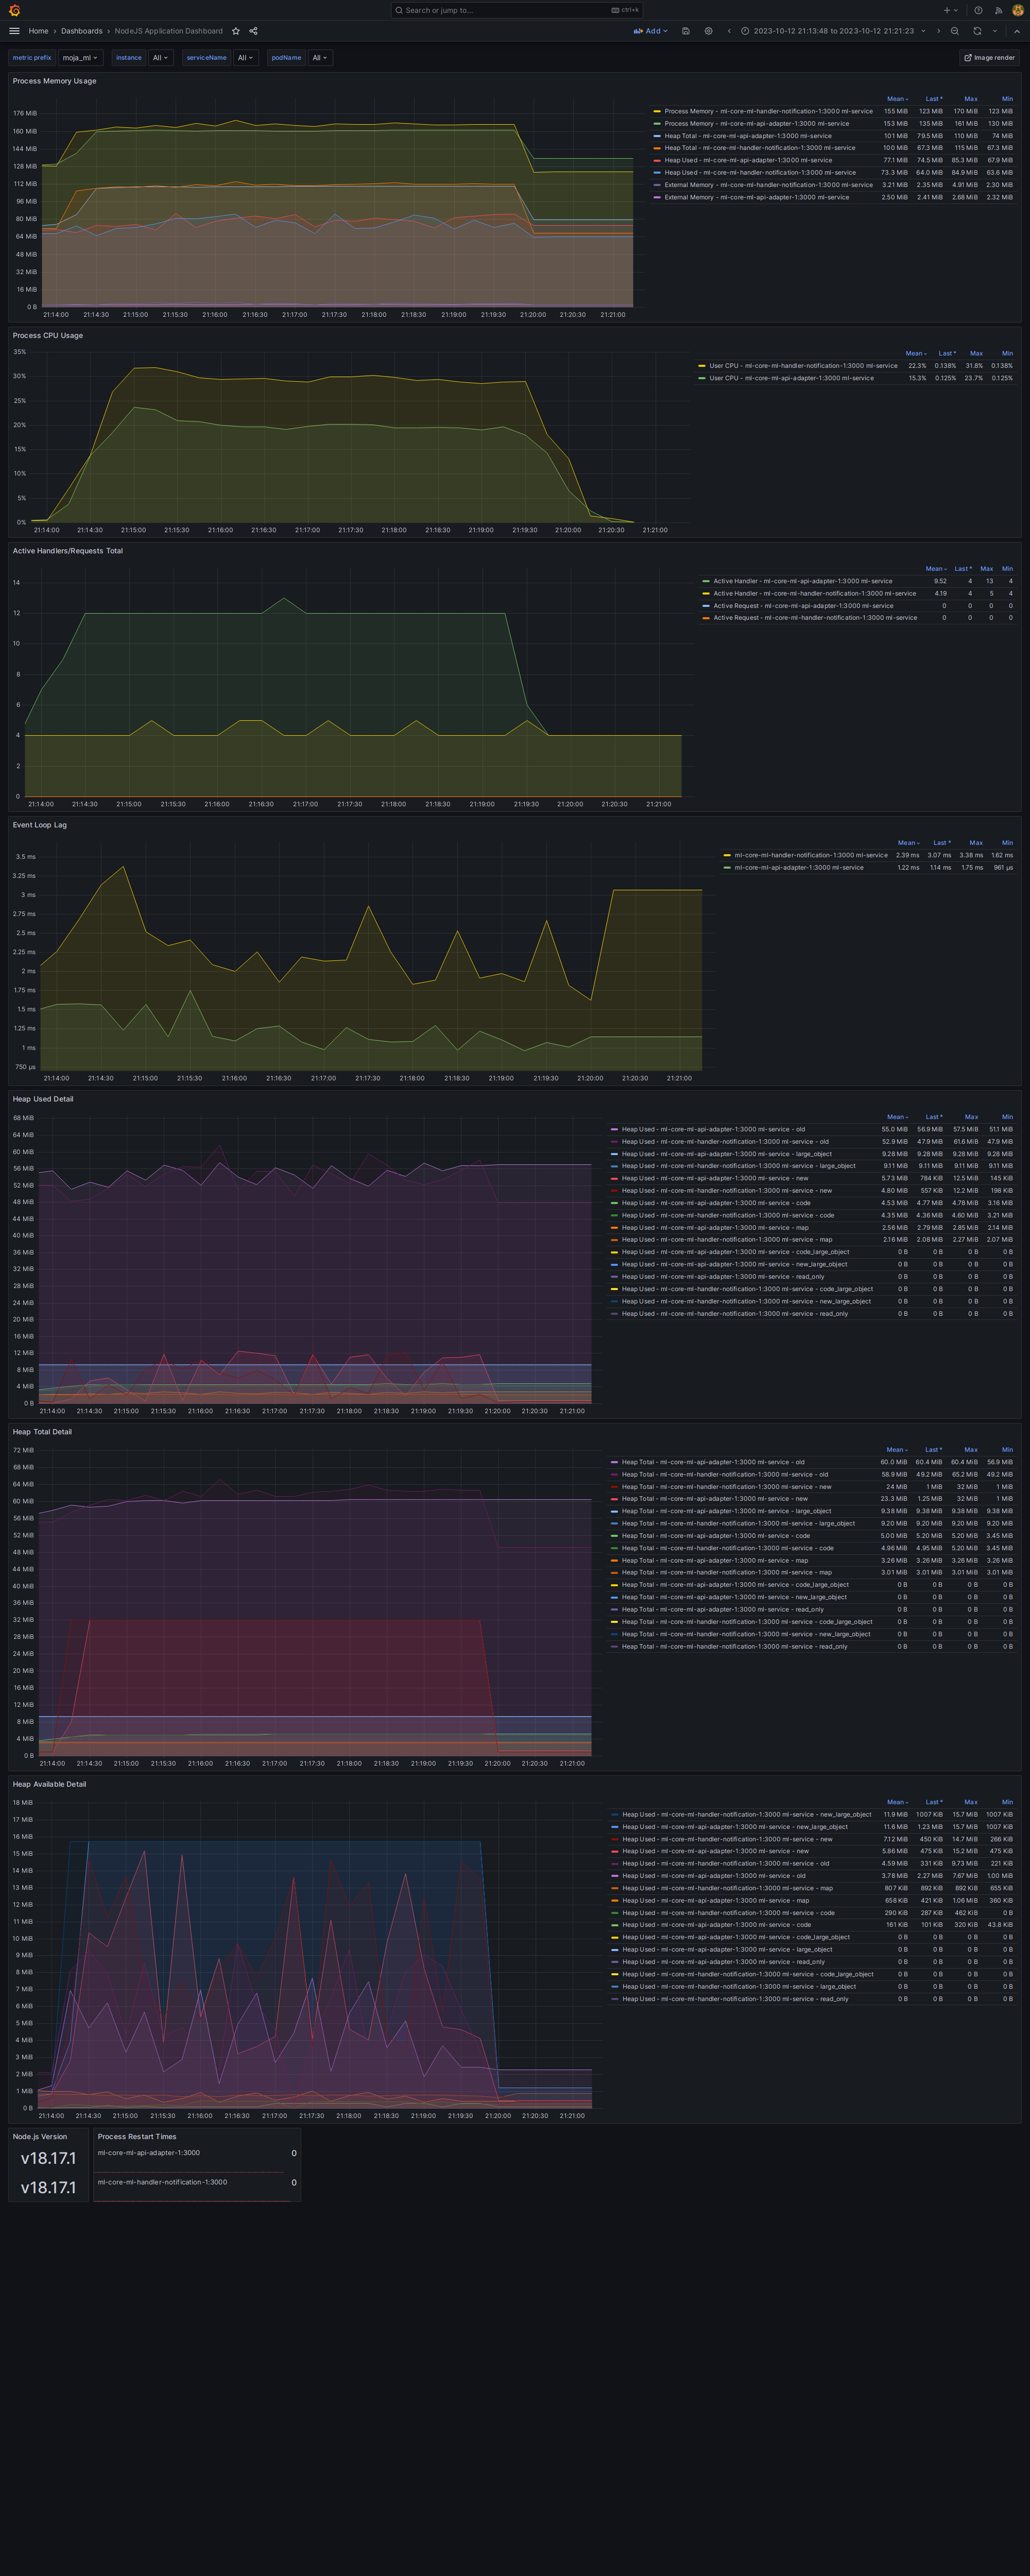 Search or jump to... ctrl+k
Home › Dashboards › NodeJS Application Dashboard Add 2023-10-12 21:13:48 to 2023-10-12 21:21:23
metric prefix moja_ml instance All serviceName All podName All Image render
Process Memory Usage
Mean Last * Max Min
Process Memory - ml-core-ml-handler-notification-1:3000 ml-service 155 MiB 123 MiB 170 MiB 123 MiB
Process Memory - ml-core-ml-api-adapter-1:3000 ml-service 153 MiB 135 MiB 161 MiB 130 MiB
Heap Total - ml-core-ml-api-adapter-1:3000 ml-service 101 MiB 79.5 MiB 110 MiB 74 MiB
Heap Total - ml-core-ml-handler-notification-1:3000 ml-service 100 MiB 67.3 MiB 115 MiB 67.3 MiB
Heap Used - ml-core-ml-api-adapter-1:3000 ml-service 77.1 MiB 74.5 MiB 85.3 MiB 67.9 MiB
Heap Used - ml-core-ml-handler-notification-1:3000 ml-service 73.3 MiB 64.0 MiB 84.9 MiB 63.6 MiB
External Memory - ml-core-ml-handler-notification-1:3000 ml-service 3.21 MiB 2.35 MiB 4.91 MiB 2.30 MiB
External Memory - ml-core-ml-api-adapter-1:3000 ml-service 2.50 MiB 2.41 MiB 2.68 MiB 2.32 MiB
176 MiB
160 MiB
144 MiB
128 MiB
112 MiB
96 MiB
80 MiB
64 MiB
48 MiB
32 MiB
16 MiB
0 B
21:14:00 21:14:30 21:15:00 21:15:30 21:16:00 21:16:30 21:17:00 21:17:30 21:18:00 21:18:30 21:19:00 21:19:30 21:20:00 21:20:30 21:21:00
Process CPU Usage
Mean Last * Max Min
User CPU - ml-core-ml-handler-notification-1:3000 ml-service 22.3% 0.138% 31.8% 0.138%
User CPU - ml-core-ml-api-adapter-1:3000 ml-service 15.3% 0.125% 23.7% 0.125%
35%
30%
25%
20%
15%
10%
5%
0%
21:14:00 21:14:30 21:15:00 21:15:30 21:16:00 21:16:30 21:17:00 21:17:30 21:18:00 21:18:30 21:19:00 21:19:30 21:20:00 21:20:30 21:21:00
Active Handlers/Requests Total
Mean Last * Max Min
Active Handler - ml-core-ml-api-adapter-1:3000 ml-service 9.52 4 13 4
Active Handler - ml-core-ml-handler-notification-1:3000 ml-service 4.19 4 5 4
Active Request - ml-core-ml-api-adapter-1:3000 ml-service 0 0 0 0
Active Request - ml-core-ml-handler-notification-1:3000 ml-service 0 0 0 0
14
12
10
8
6
4
2
0
21:14:00 21:14:30 21:15:00 21:15:30 21:16:00 21:16:30 21:17:00 21:17:30 21:18:00 21:18:30 21:19:00 21:19:30 21:20:00 21:20:30 21:21:00
Event Loop Lag
Mean Last * Max Min
ml-core-ml-handler-notification-1:3000 ml-service 2.39 ms 3.07 ms 3.38 ms 1.62 ms
ml-core-ml-api-adapter-1:3000 ml-service 1.22 ms 1.14 ms 1.75 ms 961 µs
3.5 ms
3.25 ms
3 ms
2.75 ms
2.5 ms
2.25 ms
2 ms
1.75 ms
1.5 ms
1.25 ms
1 ms
750 µs
21:14:00 21:14:30 21:15:00 21:15:30 21:16:00 21:16:30 21:17:00 21:17:30 21:18:00 21:18:30 21:19:00 21:19:30 21:20:00 21:20:30 21:21:00
Heap Used Detail
Mean Last * Max Min
Heap Used - ml-core-ml-api-adapter-1:3000 ml-service - old 55.0 MiB 56.9 MiB 57.5 MiB 51.1 MiB
Heap Used - ml-core-ml-handler-notification-1:3000 ml-service - old 52.9 MiB 47.9 MiB 61.6 MiB 47.9 MiB
Heap Used - ml-core-ml-api-adapter-1:3000 ml-service - large_object 9.28 MiB 9.28 MiB 9.28 MiB 9.28 MiB
Heap Used - ml-core-ml-handler-notification-1:3000 ml-service - large_object 9.11 MiB 9.11 MiB 9.11 MiB 9.11 MiB
Heap Used - ml-core-ml-api-adapter-1:3000 ml-service - new 5.73 MiB 784 KiB 12.5 MiB 145 KiB
Heap Used - ml-core-ml-handler-notification-1:3000 ml-service - new 4.80 MiB 557 KiB 12.2 MiB 198 KiB
Heap Used - ml-core-ml-api-adapter-1:3000 ml-service - code 4.53 MiB 4.77 MiB 4.78 MiB 3.16 MiB
Heap Used - ml-core-ml-handler-notification-1:3000 ml-service - code 4.35 MiB 4.36 MiB 4.60 MiB 3.21 MiB
Heap Used - ml-core-ml-api-adapter-1:3000 ml-service - map 2.56 MiB 2.79 MiB 2.85 MiB 2.14 MiB
Heap Used - ml-core-ml-handler-notification-1:3000 ml-service - map 2.16 MiB 2.08 MiB 2.27 MiB 2.07 MiB
Heap Used - ml-core-ml-api-adapter-1:3000 ml-service - code_large_object 0 B 0 B 0 B 0 B
Heap Used - ml-core-ml-api-adapter-1:3000 ml-service - new_large_object 0 B 0 B 0 B 0 B
Heap Used - ml-core-ml-api-adapter-1:3000 ml-service - read_only 0 B 0 B 0 B 0 B
Heap Used - ml-core-ml-handler-notification-1:3000 ml-service - code_large_object 0 B 0 B 0 B 0 B
Heap Used - ml-core-ml-handler-notification-1:3000 ml-service - new_large_object 0 B 0 B 0 B 0 B
Heap Used - ml-core-ml-handler-notification-1:3000 ml-service - read_only 0 B 0 B 0 B 0 B
68 MiB
64 MiB
60 MiB
56 MiB
52 MiB
48 MiB
44 MiB
40 MiB
36 MiB
32 MiB
28 MiB
24 MiB
20 MiB
16 MiB
12 MiB
8 MiB
4 MiB
0 B
21:14:00 21:14:30 21:15:00 21:15:30 21:16:00 21:16:30 21:17:00 21:17:30 21:18:00 21:18:30 21:19:00 21:19:30 21:20:00 21:20:30 21:21:00
Heap Total Detail
Mean Last * Max Min
Heap Total - ml-core-ml-api-adapter-1:3000 ml-service - old 60.0 MiB 60.4 MiB 60.4 MiB 56.9 MiB
Heap Total - ml-core-ml-handler-notification-1:3000 ml-service - old 58.9 MiB 49.2 MiB 65.2 MiB 49.2 MiB
Heap Total - ml-core-ml-handler-notification-1:3000 ml-service - new 24 MiB 1 MiB 32 MiB 1 MiB
Heap Total - ml-core-ml-api-adapter-1:3000 ml-service - new 23.3 MiB 1.25 MiB 32 MiB 1 MiB
Heap Total - ml-core-ml-api-adapter-1:3000 ml-service - large_object 9.38 MiB 9.38 MiB 9.38 MiB 9.38 MiB
Heap Total - ml-core-ml-handler-notification-1:3000 ml-service - large_object 9.20 MiB 9.20 MiB 9.20 MiB 9.20 MiB
Heap Total - ml-core-ml-api-adapter-1:3000 ml-service - code 5.00 MiB 5.20 MiB 5.20 MiB 3.45 MiB
Heap Total - ml-core-ml-handler-notification-1:3000 ml-service - code 4.96 MiB 4.95 MiB 5.20 MiB 3.45 MiB
Heap Total - ml-core-ml-api-adapter-1:3000 ml-service - map 3.26 MiB 3.26 MiB 3.26 MiB 3.26 MiB
Heap Total - ml-core-ml-handler-notification-1:3000 ml-service - map 3.01 MiB 3.01 MiB 3.01 MiB 3.01 MiB
Heap Total - ml-core-ml-api-adapter-1:3000 ml-service - code_large_object 0 B 0 B 0 B 0 B
Heap Total - ml-core-ml-api-adapter-1:3000 ml-service - new_large_object 0 B 0 B 0 B 0 B
Heap Total - ml-core-ml-api-adapter-1:3000 ml-service - read_only 0 B 0 B 0 B 0 B
Heap Total - ml-core-ml-handler-notification-1:3000 ml-service - code_large_object 0 B 0 B 0 B 0 B
Heap Total - ml-core-ml-handler-notification-1:3000 ml-service - new_large_object 0 B 0 B 0 B 0 B
Heap Total - ml-core-ml-handler-notification-1:3000 ml-service - read_only 0 B 0 B 0 B 0 B
72 MiB
68 MiB
64 MiB
60 MiB
56 MiB
52 MiB
48 MiB
44 MiB
40 MiB
36 MiB
32 MiB
28 MiB
24 MiB
20 MiB
16 MiB
12 MiB
8 MiB
4 MiB
0 B
21:14:00 21:14:30 21:15:00 21:15:30 21:16:00 21:16:30 21:17:00 21:17:30 21:18:00 21:18:30 21:19:00 21:19:30 21:20:00 21:20:30 21:21:00
Heap Available Detail
Mean Last * Max Min
Heap Used - ml-core-ml-handler-notification-1:3000 ml-service - new_large_object 11.9 MiB 1007 KiB 15.7 MiB 1007 KiB
Heap Used - ml-core-ml-api-adapter-1:3000 ml-service - new_large_object 11.6 MiB 1.23 MiB 15.7 MiB 1007 KiB
Heap Used - ml-core-ml-handler-notification-1:3000 ml-service - new 7.12 MiB 450 KiB 14.7 MiB 266 KiB
Heap Used - ml-core-ml-api-adapter-1:3000 ml-service - new 5.86 MiB 475 KiB 15.2 MiB 475 KiB
Heap Used - ml-core-ml-handler-notification-1:3000 ml-service - old 4.59 MiB 331 KiB 9.73 MiB 221 KiB
Heap Used - ml-core-ml-api-adapter-1:3000 ml-service - old 3.78 MiB 2.27 MiB 7.67 MiB 1.00 MiB
Heap Used - ml-core-ml-handler-notification-1:3000 ml-service - map 807 KiB 892 KiB 892 KiB 655 KiB
Heap Used - ml-core-ml-api-adapter-1:3000 ml-service - map 658 KiB 421 KiB 1.06 MiB 360 KiB
Heap Used - ml-core-ml-handler-notification-1:3000 ml-service - code 290 KiB 287 KiB 462 KiB 0 B
Heap Used - ml-core-ml-api-adapter-1:3000 ml-service - code 161 KiB 101 KiB 320 KiB 43.8 KiB
Heap Used - ml-core-ml-api-adapter-1:3000 ml-service - code_large_object 0 B 0 B 0 B 0 B
Heap Used - ml-core-ml-api-adapter-1:3000 ml-service - large_object 0 B 0 B 0 B 0 B
Heap Used - ml-core-ml-api-adapter-1:3000 ml-service - read_only 0 B 0 B 0 B 0 B
Heap Used - ml-core-ml-handler-notification-1:3000 ml-service - code_large_object 0 B 0 B 0 B 0 B
Heap Used - ml-core-ml-handler-notification-1:3000 ml-service - large_object 0 B 0 B 0 B 0 B
Heap Used - ml-core-ml-handler-notification-1:3000 ml-service - read_only 0 B 0 B 0 B 0 B
18 MiB
17 MiB
16 MiB
15 MiB
14 MiB
13 MiB
12 MiB
11 MiB
10 MiB
9 MiB
8 MiB
7 MiB
6 MiB
5 MiB
4 MiB
3 MiB
2 MiB
1 MiB
0 B
21:14:00 21:14:30 21:15:00 21:15:30 21:16:00 21:16:30 21:17:00 21:17:30 21:18:00 21:18:30 21:19:00 21:19:30 21:20:00 21:20:30 21:21:00
Node.js Version
v18.17.1
v18.17.1
Process Restart Times
ml-core-ml-api-adapter-1:3000 0
ml-core-ml-handler-notification-1:3000 0